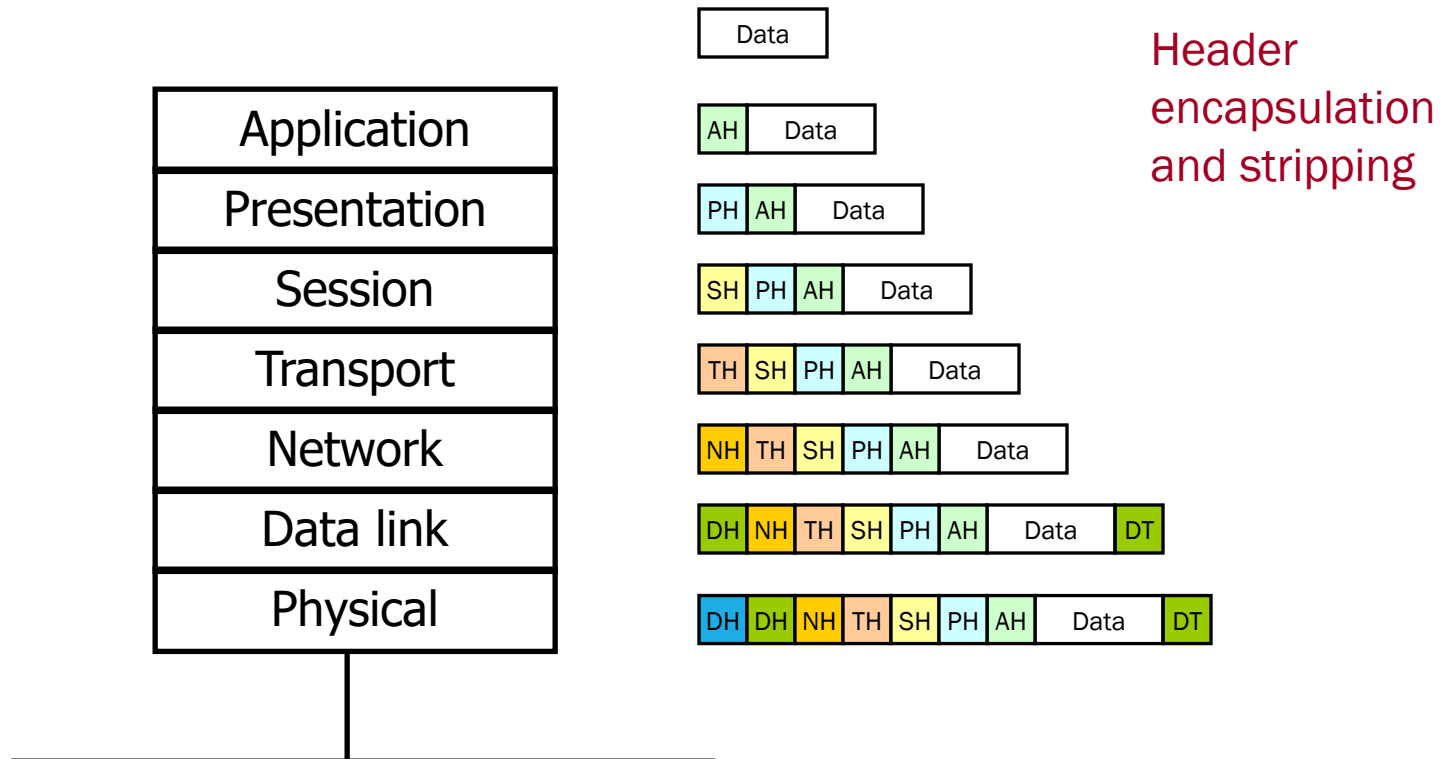 Data
Header
encapsulation
and stripping
Application
AH Data
Presentation
PH AH Data
Session
SH PH AH Data
Transport
TH SH PH AH Data
Network
NH TH SH PH AH Data
Data link
DH NH TH SH PH AH Data DT
Physical
DH DH NH TH SH PH AH Data DT